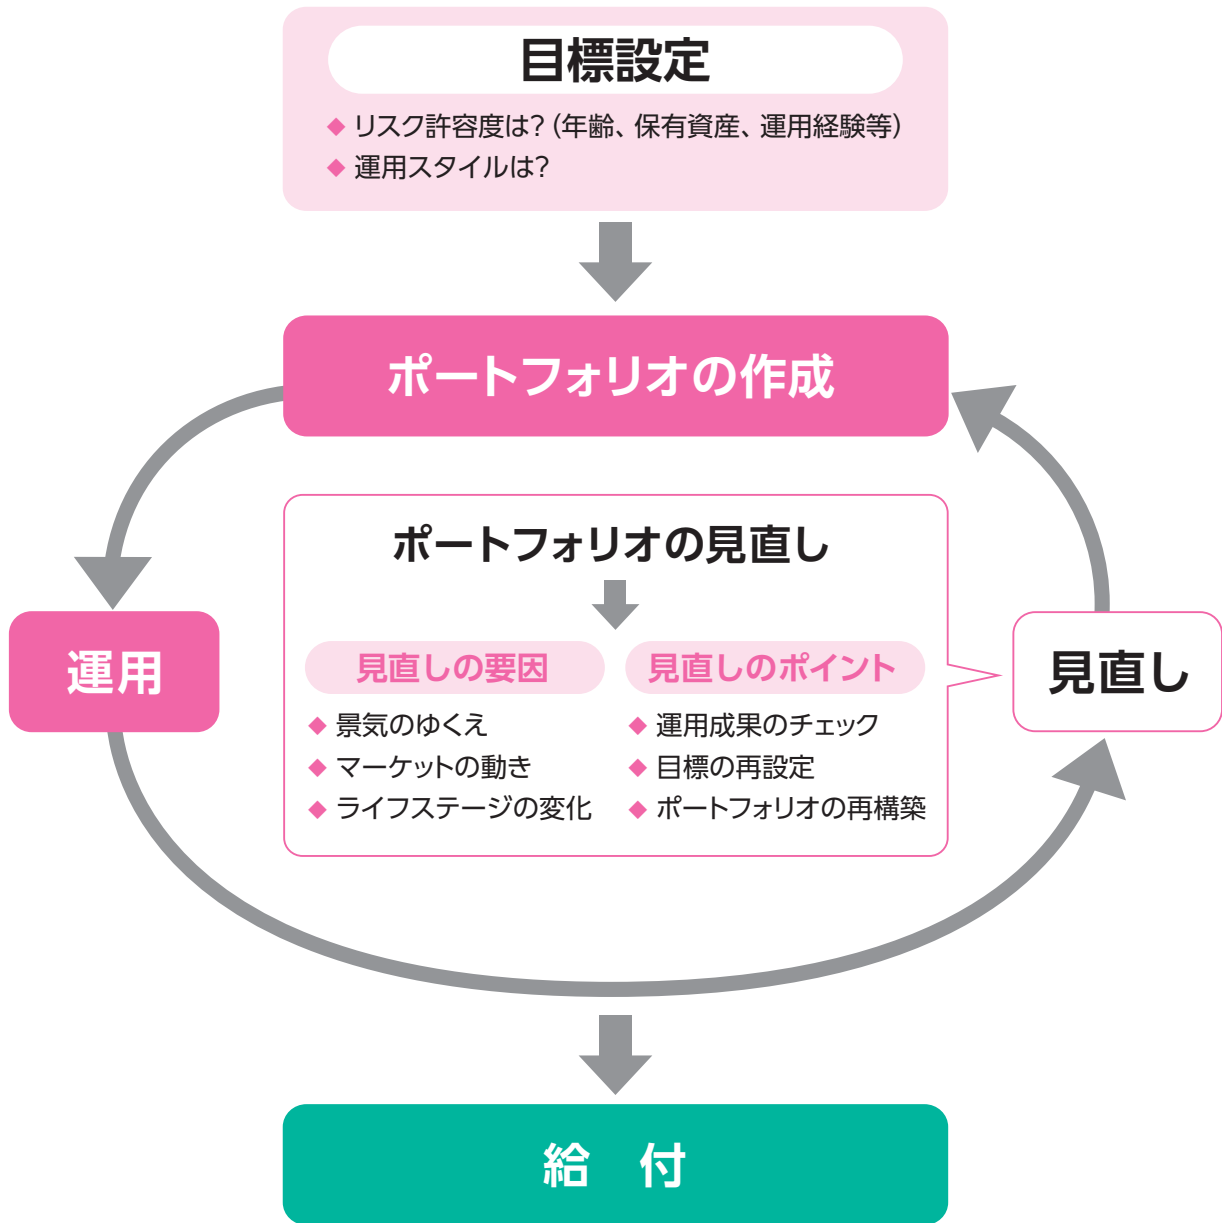 目標設定
◆ リスク許容度は?(年齢、保有資産、運用経験等)
◆ 運用スタイルは?
ポートフォリオの作成
ポートフォリオの見直し
見直しの要因
◆ 景気のゆくえ
◆ マーケットの動き
◆ ライフステージの変化
見直しのポイント
◆ 運用成果のチェック
◆ 目標の再設定
◆ ポートフォリオの再構築
運用
見直し
給 付